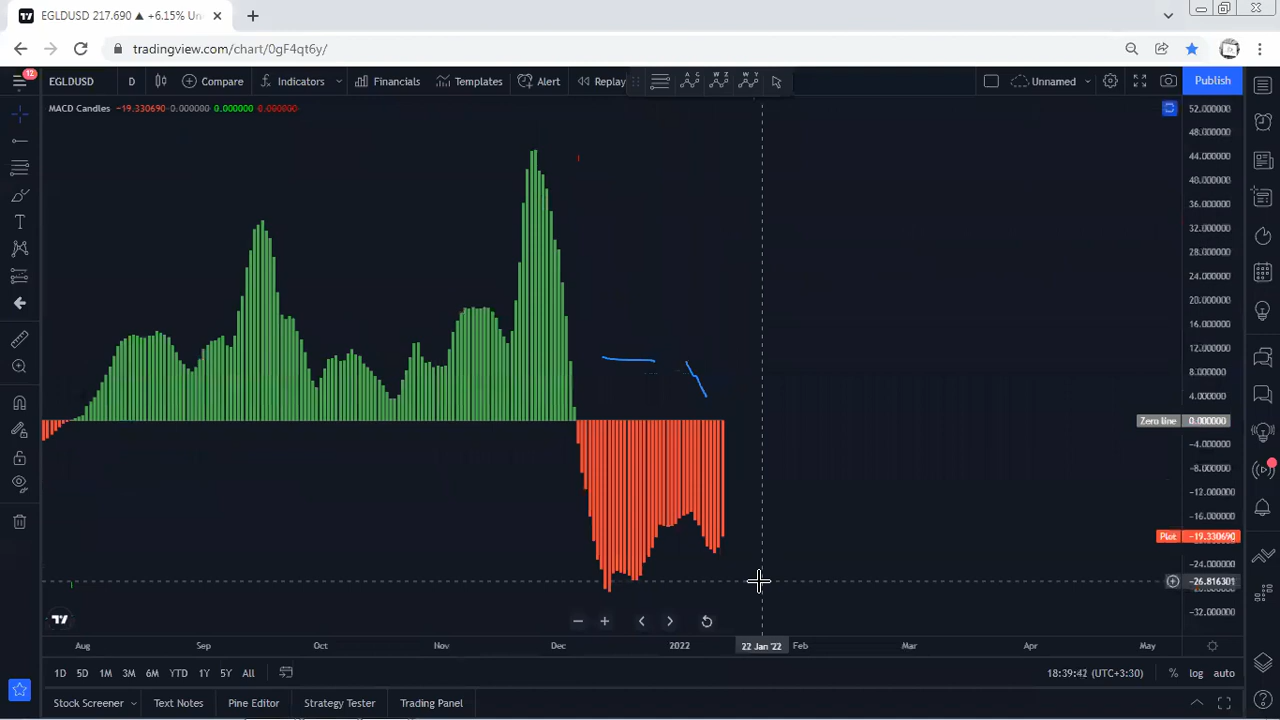 EGLDUSD 217.690 ▲ +6.15% Un
tradingview.com/chart/0gF4qt6y/
12
EGLDUSD D Compare Indicators Financials Templates Alert Replay Unnamed Publish
MACD Candles −19.330690 0.000000 0.000000 0.000000
52.000000
48.000000
44.000000
40.000000
36.000000
32.000000
28.000000
24.000000
20.000000
16.000000
12.000000
8.000000
4.000000
Zero line 0.000000
−4.000000
−8.000000
−12.000000
−16.000000
Plot −19.330690
−24.000000
−26.816301
−32.000000
Aug Sep Oct Nov Dec 2022 22 Jan '22 Feb Mar Apr May
1D 5D 1M 3M 6M YTD 1Y 5Y All 18:39:42 (UTC+3:30) % log auto
Stock Screener Text Notes Pine Editor Strategy Tester Trading Panel